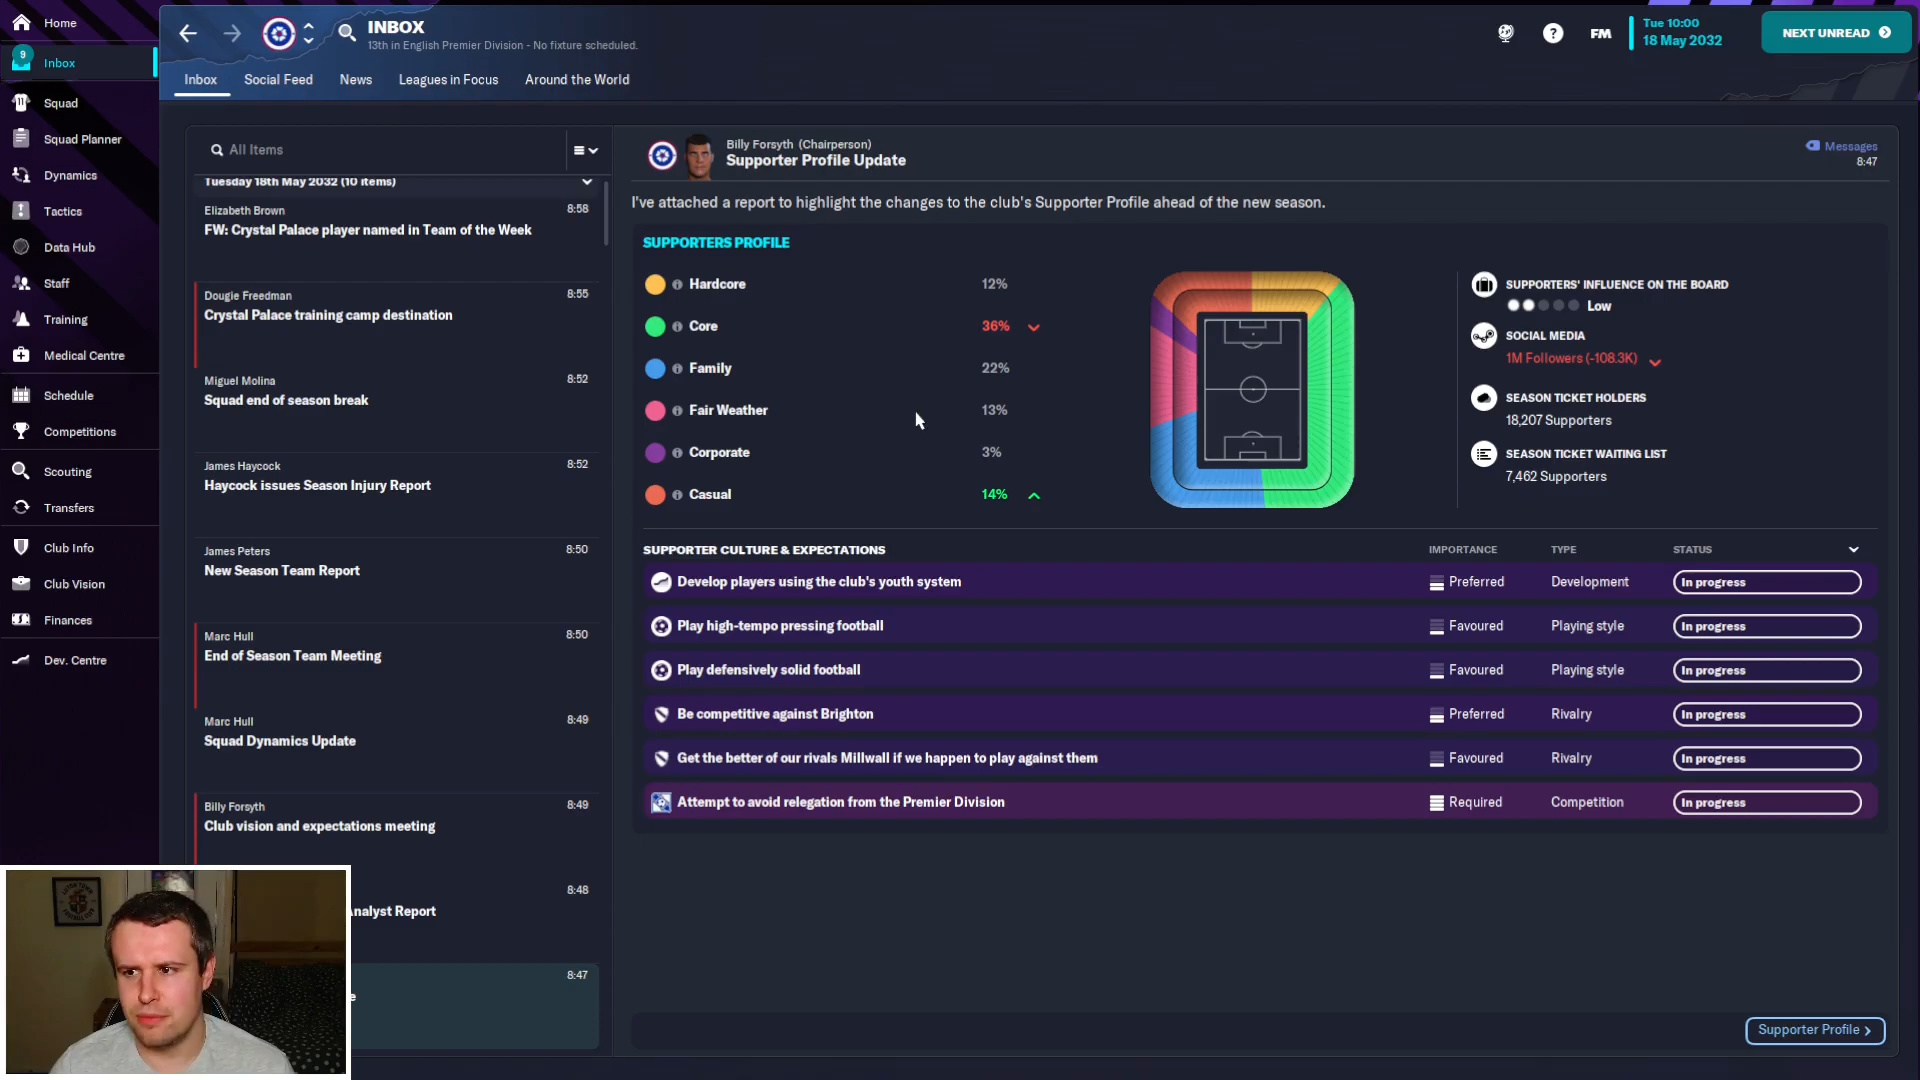 Home
9
Inbox
Squad
Squad Planner
Dynamics
Tactics
Data Hub
Staff
Training
Medical Centre
Schedule
Competitions
Scouting
Transfers
Club Info
Club Vision
Finances
Dev. Centre
INBOX
13th in English Premier Division - No fixture scheduled.
?
FM
Tue 10:00
18 May 2032
NEXT UNREAD
Inbox
Social Feed
News
Leagues in Focus
Around the World
All Items
Tuesday 18th May 2032 (10 items)
Elizabeth Brown
8:58
FW: Crystal Palace player named in Team of the Week
Dougie Freedman
8:55
Crystal Palace training camp destination
Miguel Molina
8:52
Squad end of season break
James Haycock
8:52
Haycock issues Season Injury Report
James Peters
8:50
New Season Team Report
Marc Hull
8:50
End of Season Team Meeting
Marc Hull
8:49
Squad Dynamics Update
Billy Forsyth
8:49
Club vision and expectations meeting
8:48
Analyst Report
8:47
e
Billy Forsyth (Chairperson)
Supporter Profile Update
Messages
8:47
I've attached a report to highlight the changes to the club's Supporter Profile ahead of the new season.
SUPPORTERS PROFILE
Hardcore 12%
Core 36%
Family 22%
Fair Weather 13%
Corporate 3%
Casual 14%
SUPPORTERS' INFLUENCE ON THE BOARD
Low
SOCIAL MEDIA
1M Followers (-108.3K)
SEASON TICKET HOLDERS
18,207 Supporters
SEASON TICKET WAITING LIST
7,462 Supporters
SUPPORTER CULTURE & EXPECTATIONS IMPORTANCE TYPE STATUS
Develop players using the club's youth system Preferred Development In progress
Play high-tempo pressing football Favoured Playing style In progress
Play defensively solid football Favoured Playing style In progress
Be competitive against Brighton Preferred Rivalry In progress
Get the better of our rivals Millwall if we happen to play against them Favoured Rivalry In progress
Attempt to avoid relegation from the Premier Division Required Competition In progress
Supporter Profile